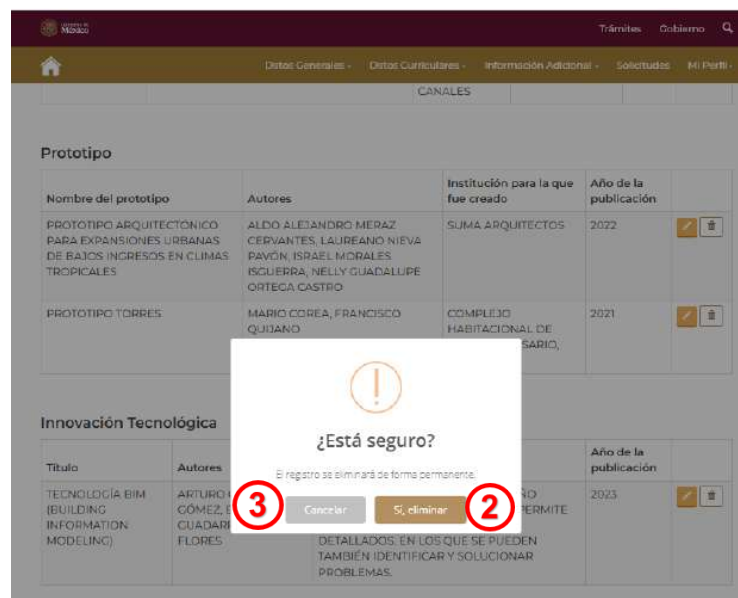 GOBIERNO DE
México
Trámites Gobierno
Datos Generales Datos Curriculares Información Adicional Solicitudes Mi Perfil
CANALES
Prototipo
Nombre del prototipo
Autores
Institución para la que
fue creado
Año de la
publicación
PROTOTIPO ARQUITECTÓNICO
PARA EXPANSIONES URBANAS
DE BAJOS INGRESOS EN CLIMAS
TROPICALES
ALDO ALEJANDRO MERAZ
CERVANTES, LAUREANO NIEVA
PAVÓN, ISRAEL MORALES
ISGUERRA, NELLY GUADALUPE
ORTEGA CASTRO
SUMA ARQUITECTOS
2022
PROTOTIPO TORRES
MARIO COREA, FRANCISCO
QUIJANO
COMPLEJO
HABITACIONAL DE
SARIO,
2021
¿Está seguro?
El registro se eliminará de forma permanente.
3 Cancelar Sí, eliminar 2
Innovación Tecnológica
Título
Autores
Año de la
publicación
TECNOLOGÍA BIM
(BUILDING
INFORMATION
MODELING)
ARTURO
GÓMEZ, E
GUADAR
FLORES
ÑO
PERMITE
DETALLADOS. EN LOS QUE SE PUEDEN
TAMBIÉN IDENTIFICAR Y SOLUCIONAR
PROBLEMAS.
2023